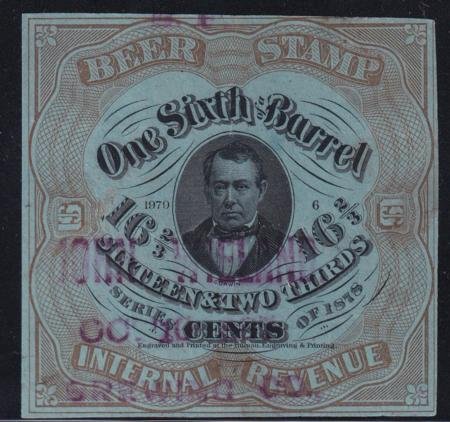 BEER STAMP
One Sixth Barrel
1979 6
16 2/3 16 2/3
SIXTEEN & TWO THIRDS
CENTS
SERIES OF 1878
Engraved and Printed at the Bureau, Engraving & Printing.
INTERNAL REVENUE